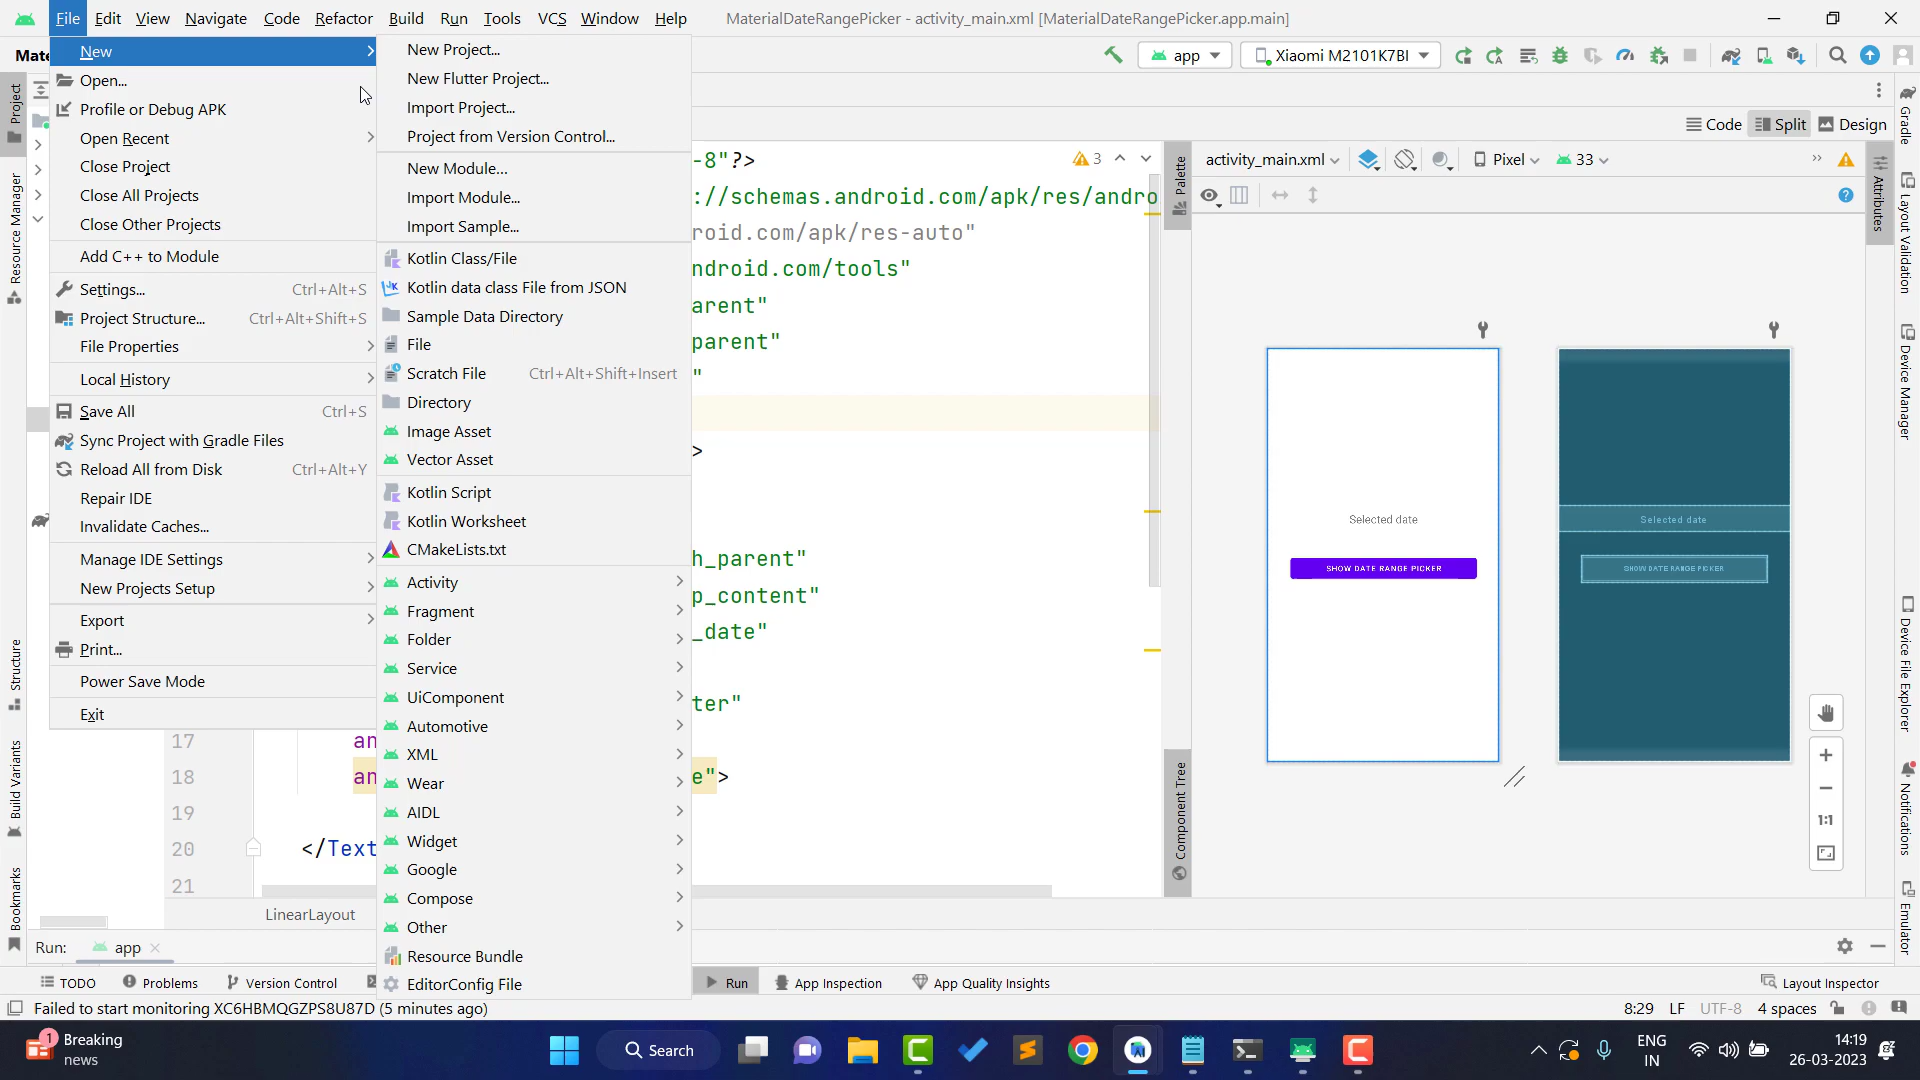 File Edit View Navigate Code Refactor Build Run Tools VCS Window Help MaterialDateRangePicker - activity_main.xml [MaterialDateRangePicker.app.main]
Mate
app
Xiaomi M2101K7BI
New
Open...
Profile or Debug APK
Open Recent
Close Project
Close All Projects
Close Other Projects
Add C++ to Module
Settings... Ctrl+Alt+S
Project Structure... Ctrl+Alt+Shift+S
File Properties
Local History
Save All Ctrl+S
Sync Project with Gradle Files
Reload All from Disk Ctrl+Alt+Y
Repair IDE
Invalidate Caches...
Manage IDE Settings
New Projects Setup
Export
Print...
Power Save Mode
Exit
New Project...
New Flutter Project...
Import Project...
Project from Version Control...
New Module...
Import Module...
Import Sample...
Kotlin Class/File
Kotlin data class File from JSON
Sample Data Directory
File
Scratch File Ctrl+Alt+Shift+Insert
Directory
Image Asset
Vector Asset
Kotlin Script
Kotlin Worksheet
CMakeLists.txt
Activity
Fragment
Folder
Service
UiComponent
Automotive
XML
Wear
AIDL
Widget
Google
Compose
Other
Resource Bundle
EditorConfig File
Project
Resource Manager
Structure
Build Variants
Bookmarks
-8"?>
3
://schemas.android.com/apk/res/andro
roid.com/apk/res-auto"
ndroid.com/tools"
arent"
parent"
"
>
h_parent"
p_content"
_date"
ter"
17 an
18 an e">
19
20 </Text
21
LinearLayout
Code Split Design
Palette
activity_main.xml Pixel 33
Component Tree
Selected date
SHOW DATE RANGE PICKER
Selected date
SHOW DATE RANGE PICKER
1:1
Attributes
Gradle
Layout Validation
Device Manager
Device File Explorer
Notifications
Emulator
Run: app
TODO Problems Version Control Run App Inspection App Quality Insights Layout Inspector
Failed to start monitoring XC6HBMQGZPS8U87D (5 minutes ago) 8:29 LF UTF-8 4 spaces
1
Breaking
news
Search
ENG
IN
14:19
26-03-2023